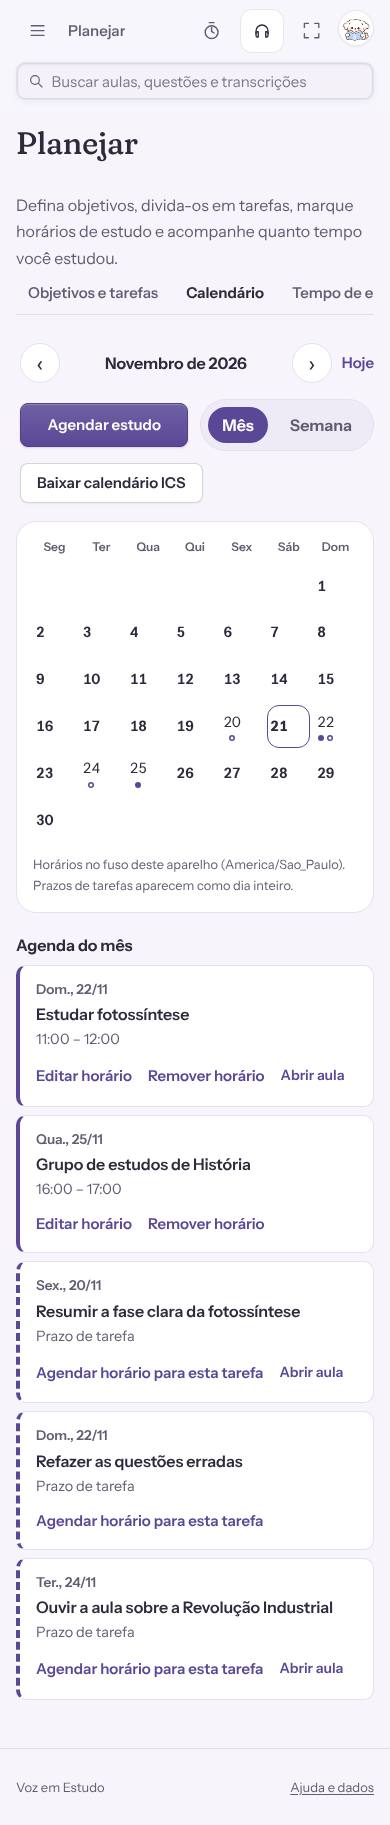 Planejar
Buscar aulas, questões e transcrições
Planejar
Defina objetivos, divida-os em tarefas, marque
horários de estudo e acompanhe quanto tempo
você estudou.
Objetivos e tarefas Calendário Tempo de e
‹ Novembro de 2026 › Hoje
Agendar estudo Mês Semana
Baixar calendário ICS
Seg Ter Qua Qui Sex Sáb Dom
1
2 3 4 5 6 7 8
9 10 11 12 13 14 15
16 17 18 19 20 21 22
23 24 25 26 27 28 29
30
Horários no fuso deste aparelho (America/Sao_Paulo).
Prazos de tarefas aparecem como dia inteiro.
Agenda do mês
Dom., 22/11
Estudar fotossíntese
11:00 – 12:00
Editar horário Remover horário Abrir aula
Qua., 25/11
Grupo de estudos de História
16:00 – 17:00
Editar horário Remover horário
Sex., 20/11
Resumir a fase clara da fotossíntese
Prazo de tarefa
Agendar horário para esta tarefa Abrir aula
Dom., 22/11
Refazer as questões erradas
Prazo de tarefa
Agendar horário para esta tarefa
Ter., 24/11
Ouvir a aula sobre a Revolução Industrial
Prazo de tarefa
Agendar horário para esta tarefa Abrir aula
Voz em Estudo Ajuda e dados